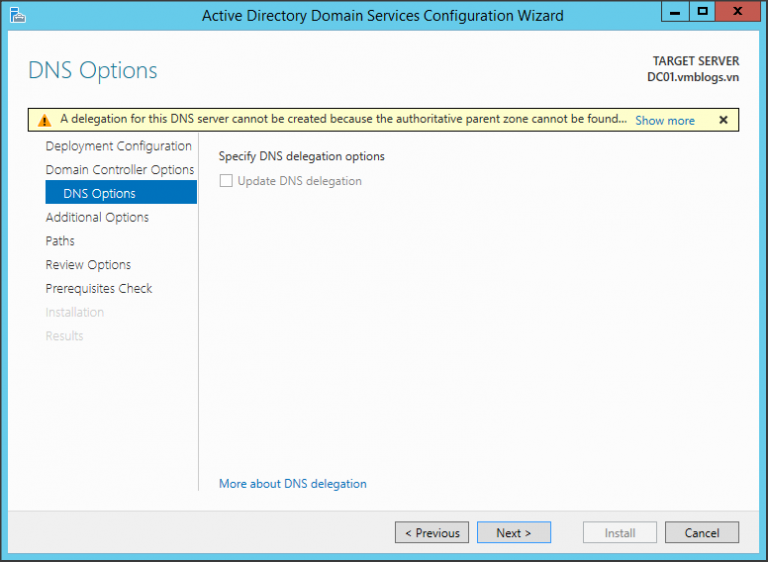 Active Directory Domain Services Configuration Wizard
DNS Options
TARGET SERVER
DC01.vmblogs.vn
A delegation for this DNS server cannot be created because the authoritative parent zone cannot be found... Show more
Deployment Configuration
Domain Controller Options
DNS Options
Additional Options
Paths
Review Options
Prerequisites Check
Installation
Results
Specify DNS delegation options
Update DNS delegation
More about DNS delegation
< Previous Next > Install Cancel